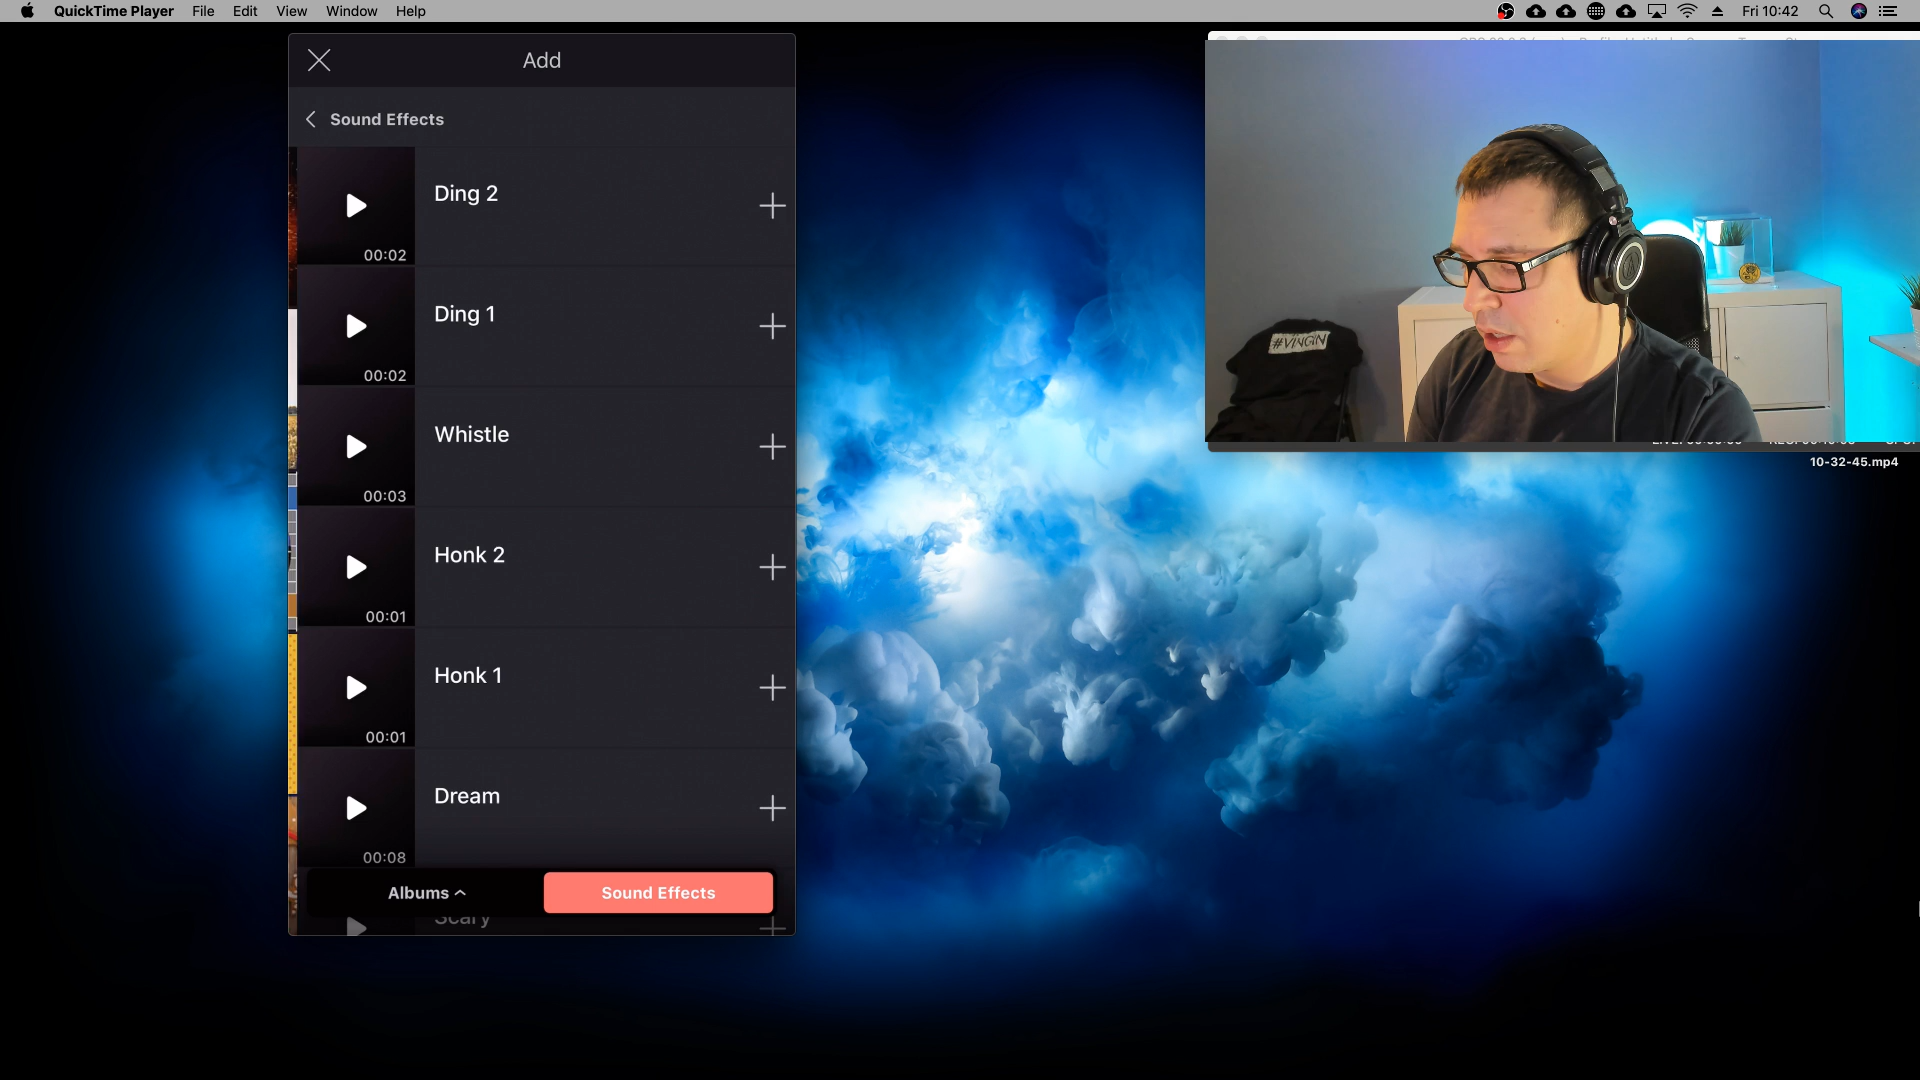 QuickTime Player File Edit View Window Help Fri 10:42
Add
Sound Effects
Ding 2
00:02
Ding 1
00:02
Whistle
00:03
Honk 2
00:01
Honk 1
00:01
Dream
00:08
Albums Sound Effects
Scary
10-32-45.mp4